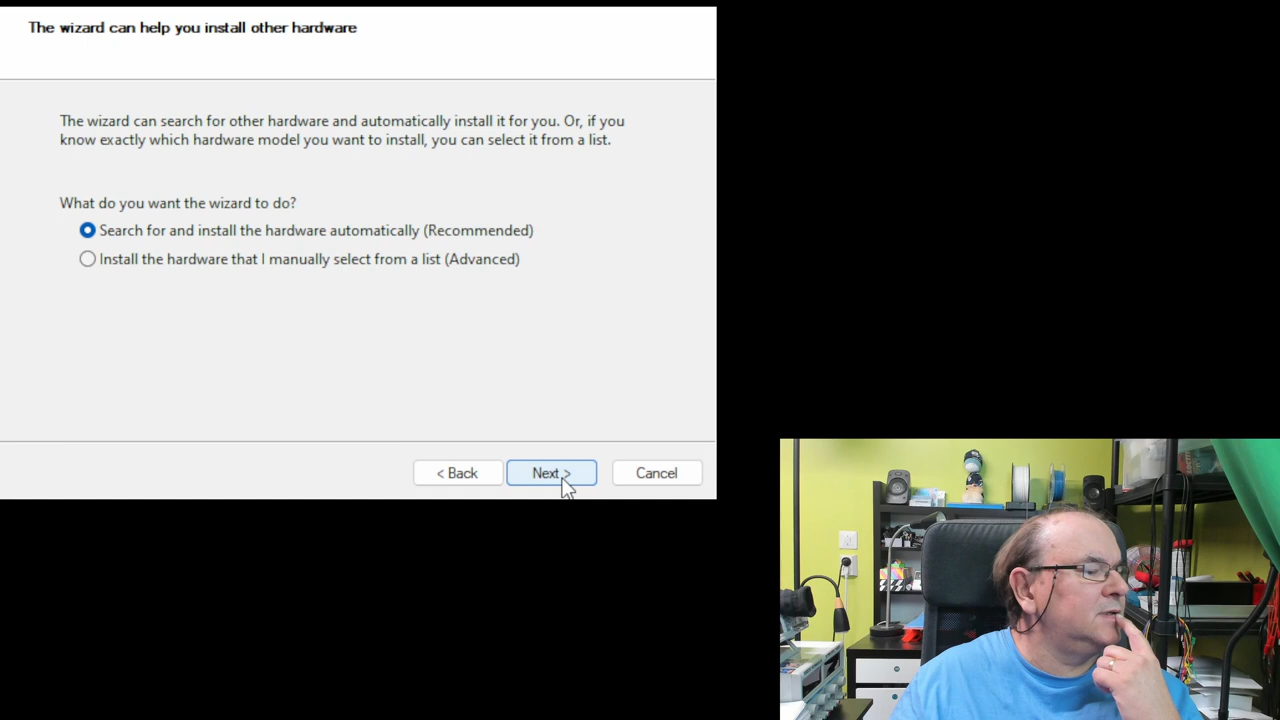 The wizard can help you install other hardware
The wizard can search for other hardware and automatically install it for you. Or, if you
know exactly which hardware model you want to install, you can select it from a list.
What do you want the wizard to do?
Search for and install the hardware automatically (Recommended)
Install the hardware that I manually select from a list (Advanced)
< Back
Next >
Cancel